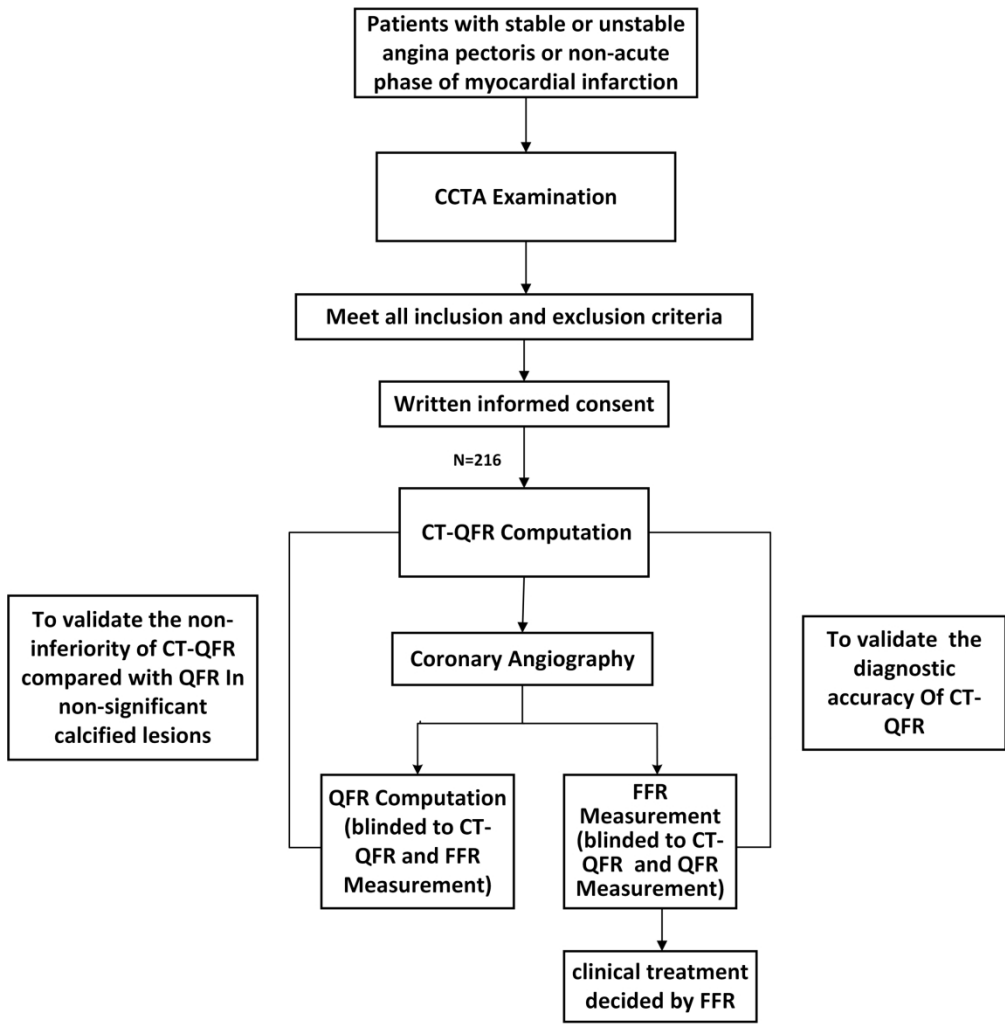 Patients with stable or unstable
angina pectoris or non-acute
phase of myocardial infarction
CCTA Examination
Meet all inclusion and exclusion criteria
Written informed consent
N=216
CT-QFR Computation
To validate the non-
inferiority of CT-QFR
compared with QFR In
non-significant
calcified lesions
Coronary Angiography
To validate the
diagnostic
accuracy Of CT-
QFR
QFR Computation
(blinded to CT-
QFR and FFR
Measurement)
FFR
Measurement
(blinded to CT-
QFR and QFR
Measurement)
clinical treatment
decided by FFR